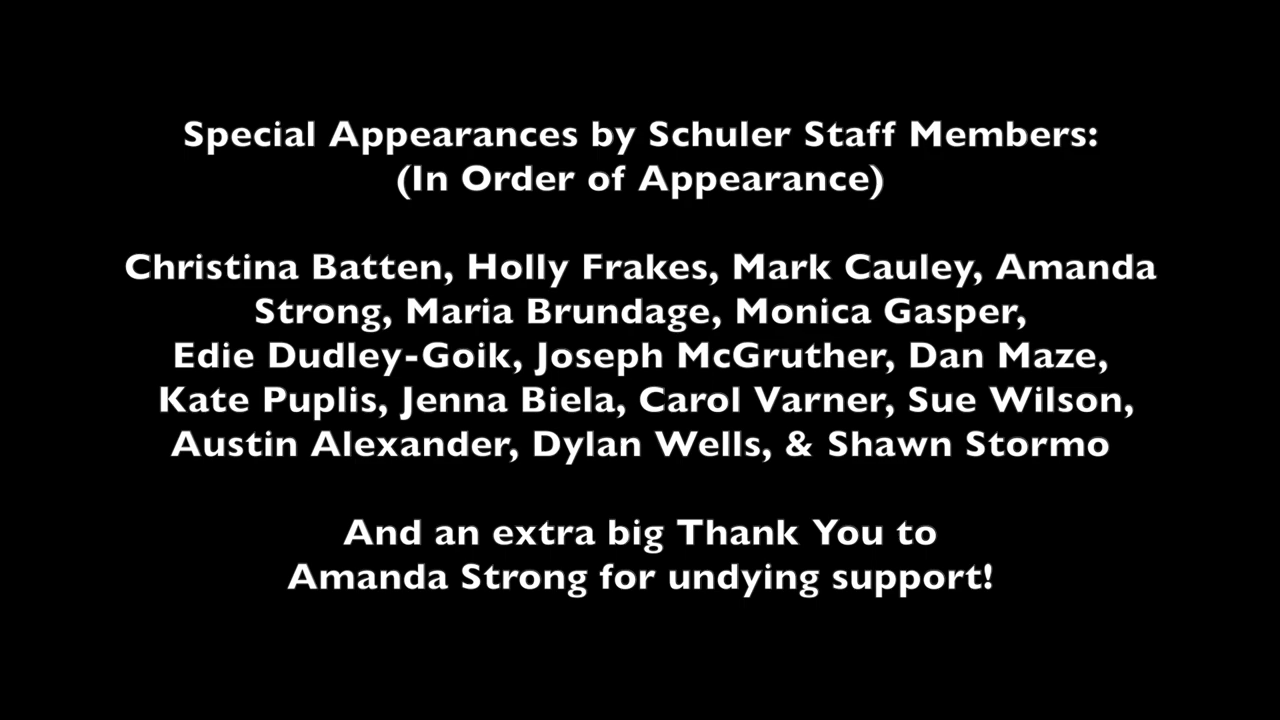 Special Appearances by Schuler Staff Members:
(In Order of Appearance)
Christina Batten, Holly Frakes, Mark Cauley, Amanda
Strong, Maria Brundage, Monica Gasper,
Edie Dudley-Goik, Joseph McGruther, Dan Maze,
Kate Puplis, Jenna Biela, Carol Varner, Sue Wilson,
Austin Alexander, Dylan Wells, & Shawn Stormo
And an extra big Thank You to
Amanda Strong for undying support!